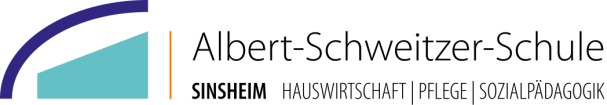 Albert-Schweitzer-Schule
SINSHEIM HAUSWIRTSCHAFT | PFLEGE | SOZIALPÄDAGOGIK